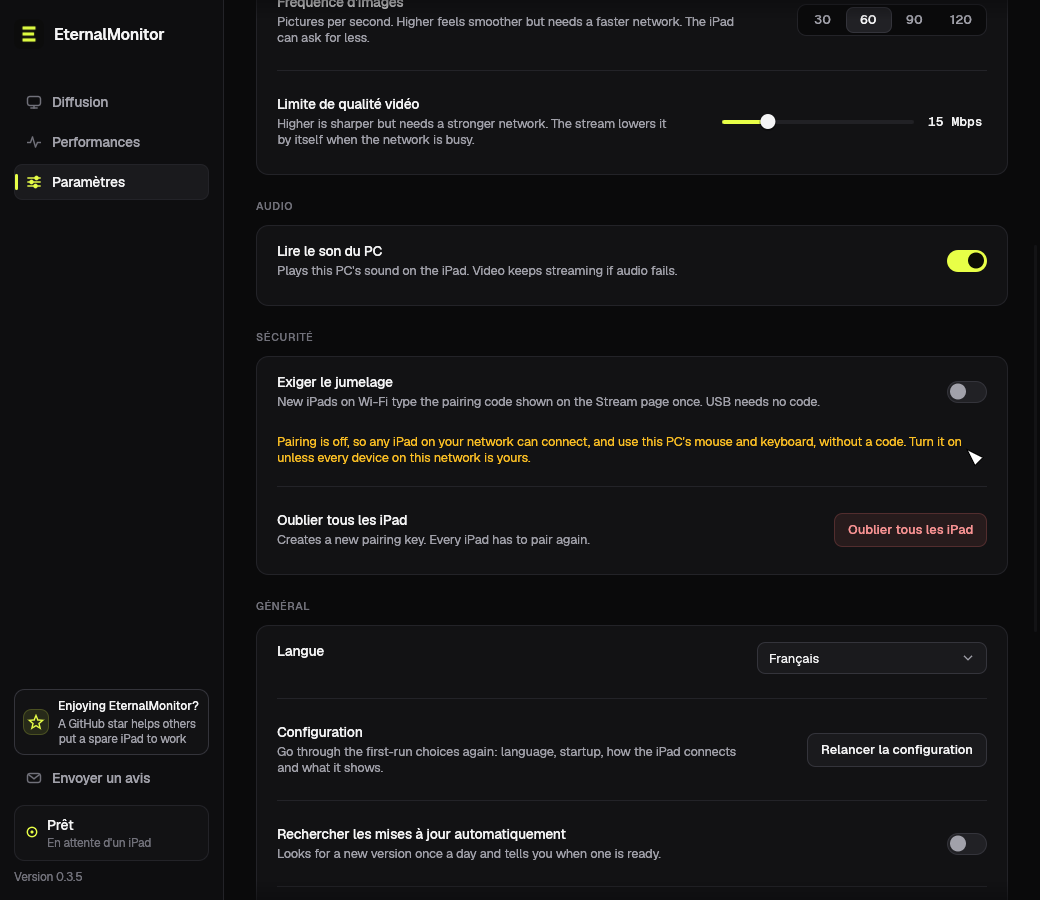 EternalMonitor
Diffusion
Performances
Paramètres
Enjoying EternalMonitor?
A GitHub star helps others
put a spare iPad to work
Envoyer un avis
Prêt
En attente d'un iPad
Version 0.3.5
Fréquence d'images
Pictures per second. Higher feels smoother but needs a faster network. The iPad
can ask for less.
30 60 90 120
Limite de qualité vidéo
Higher is sharper but needs a stronger network. The stream lowers it
by itself when the network is busy.
15 Mbps
AUDIO
Lire le son du PC
Plays this PC's sound on the iPad. Video keeps streaming if audio fails.
SÉCURITÉ
Exiger le jumelage
New iPads on Wi-Fi type the pairing code shown on the Stream page once. USB needs no code.
Pairing is off, so any iPad on your network can connect, and use this PC's mouse and keyboard, without a code. Turn it on
unless every device on this network is yours.
Oublier tous les iPad
Creates a new pairing key. Every iPad has to pair again.
Oublier tous les iPad
GÉNÉRAL
Langue
Français
Configuration
Go through the first-run choices again: language, startup, how the iPad connects
and what it shows.
Relancer la configuration
Rechercher les mises à jour automatiquement
Looks for a new version once a day and tells you when one is ready.